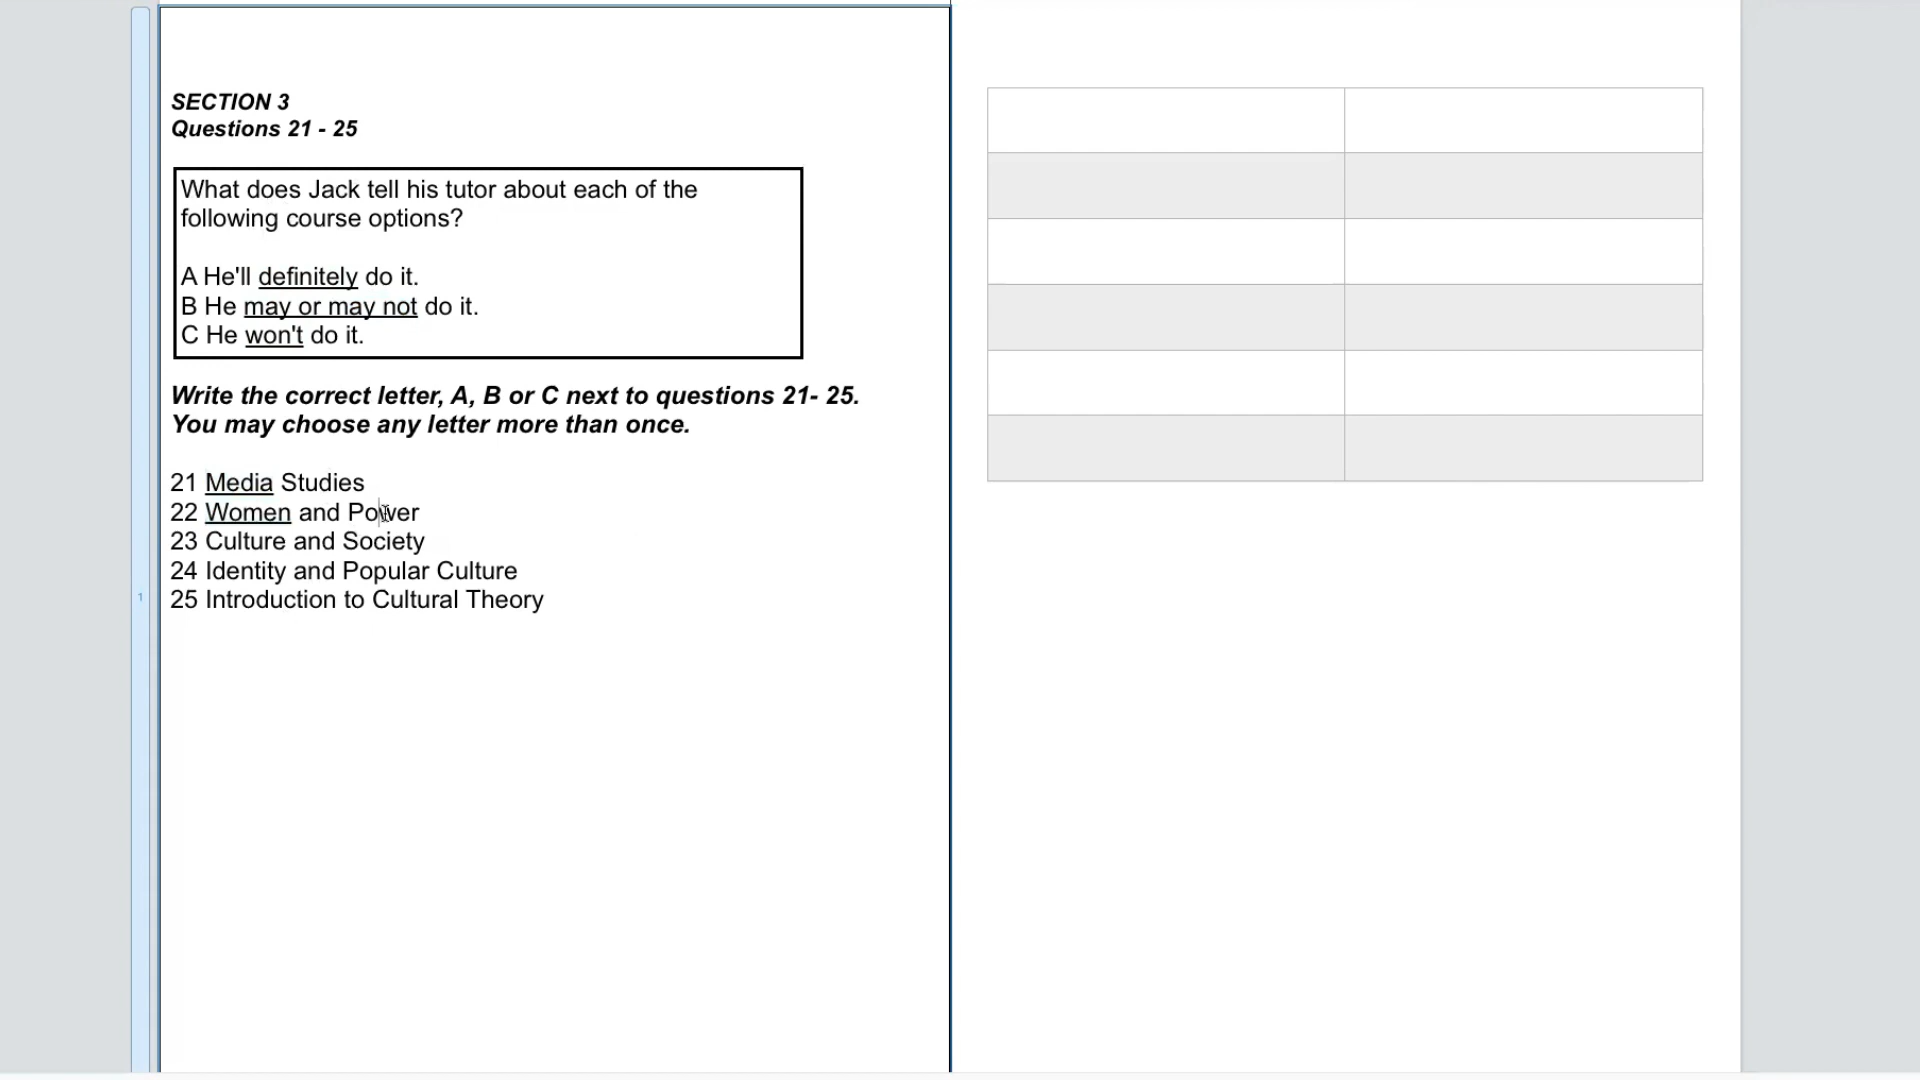 SECTION 3
Questions 21 - 25
What does Jack tell his tutor about each of the
following course options?
A He'll definitely do it.
B He may or may not do it.
C He won't do it.
Write the correct letter, A, B or C next to questions 21- 25.
You may choose any letter more than once.
21 Media Studies
22 Women and Power
23 Culture and Society
24 Identity and Popular Culture
25 Introduction to Cultural Theory
1